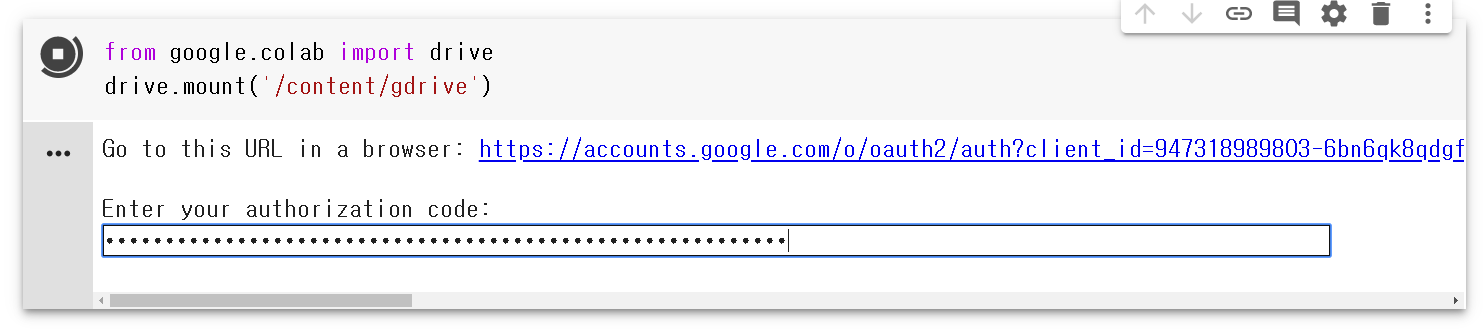 from google.colab import drive
drive.mount('/content/gdrive')
Go to this URL in a browser: https://accounts.google.com/o/oauth2/auth?client_id=947318989803-6bn6qk8qdgf
Enter your authorization code: